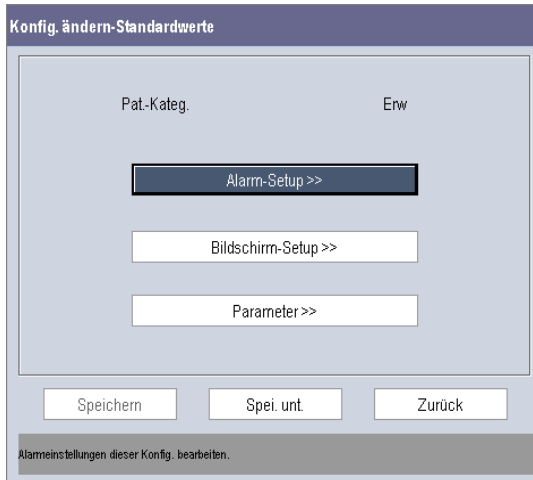 Konfig. ändern-Standardwerte
Pat.-Kateg. Erw
Alarm-Setup >>
Bildschirm-Setup >>
Parameter >>
Speichern Spei. unt. Zurück
Alarmeinstellungen dieser Konfig. bearbeiten.